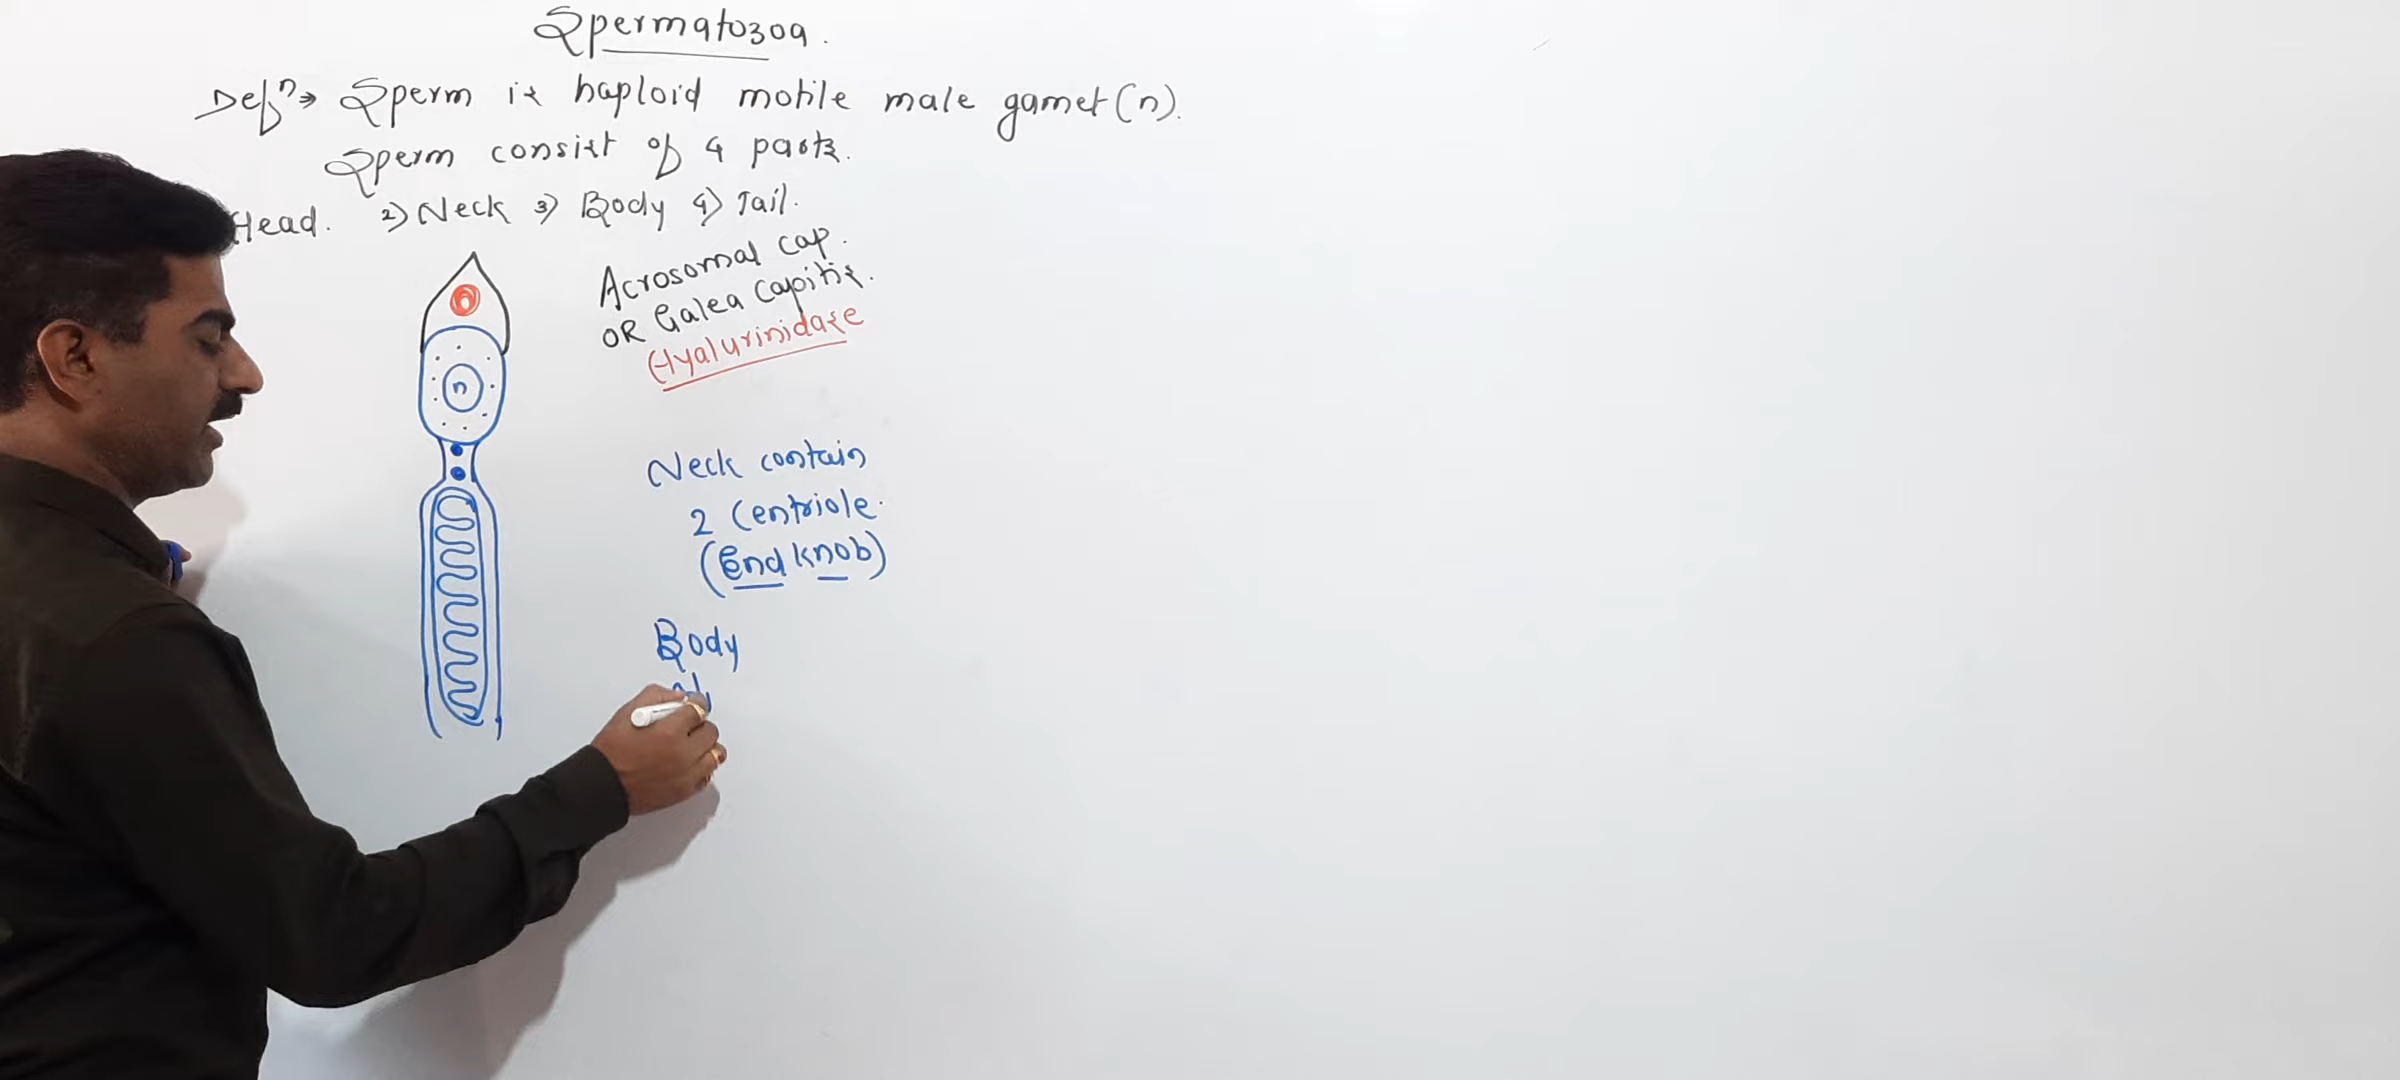 Spermatozoa.
Defⁿ→ Sperm is haploid motile male gamet (n).
Sperm consist of 4 parts.
Head. 2) Neck 3) Body 4) Tail.
Acrosomal cap.
OR Galea Capitis.
Hyalurinidase
n
Neck contain
2 Centriole.
(End knob)
Body